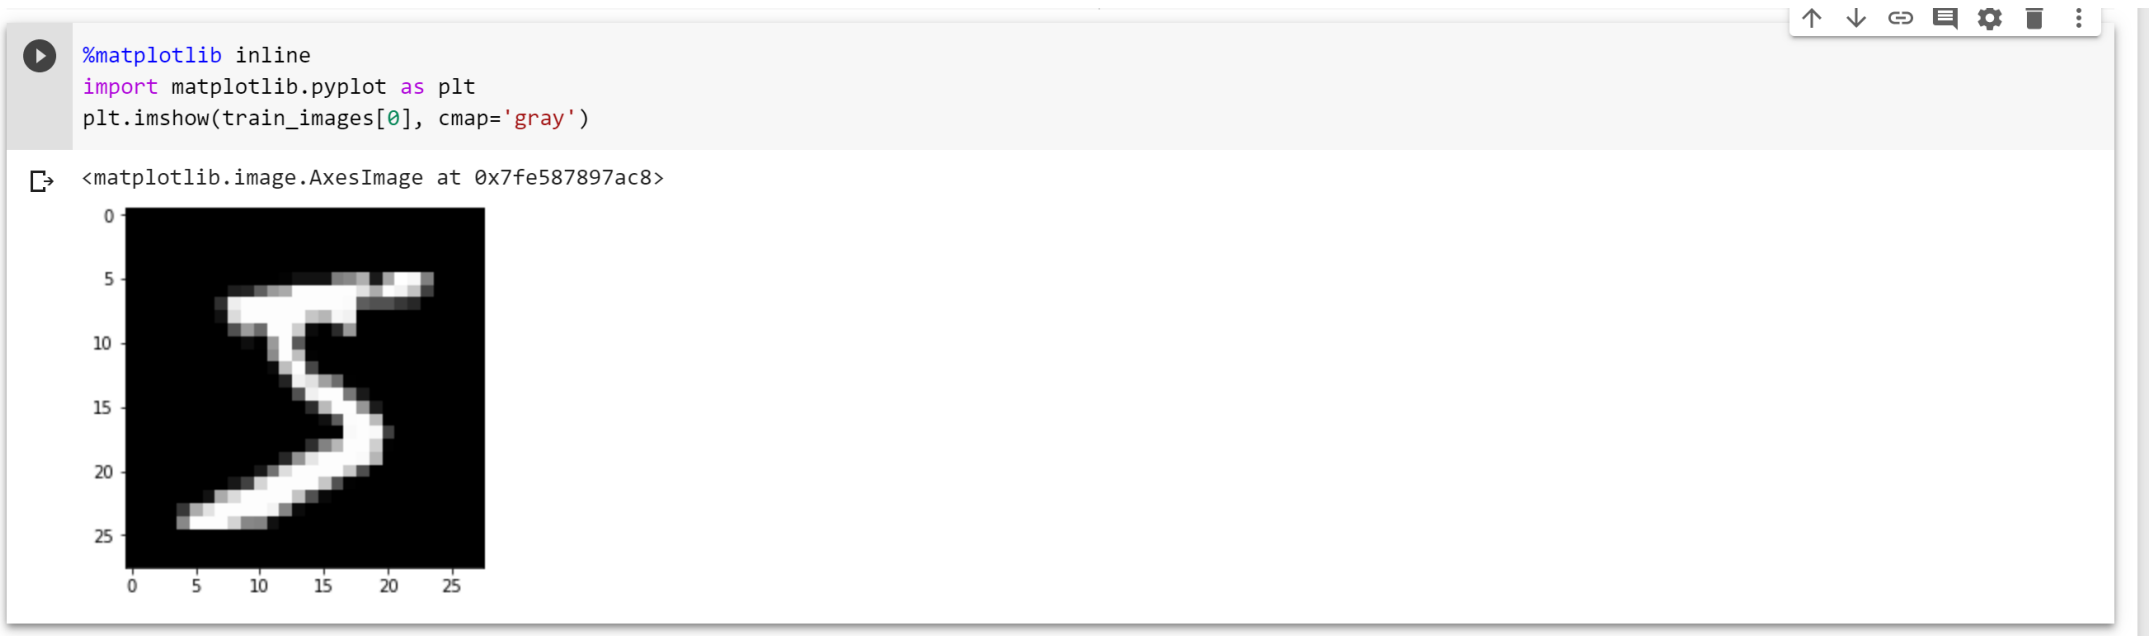 %matplotlib inline
import matplotlib.pyplot as plt
plt.imshow(train_images[0], cmap='gray')
<matplotlib.image.AxesImage at 0x7fe587897ac8>
0
5
10
15
20
25
0 5 10 15 20 25
5